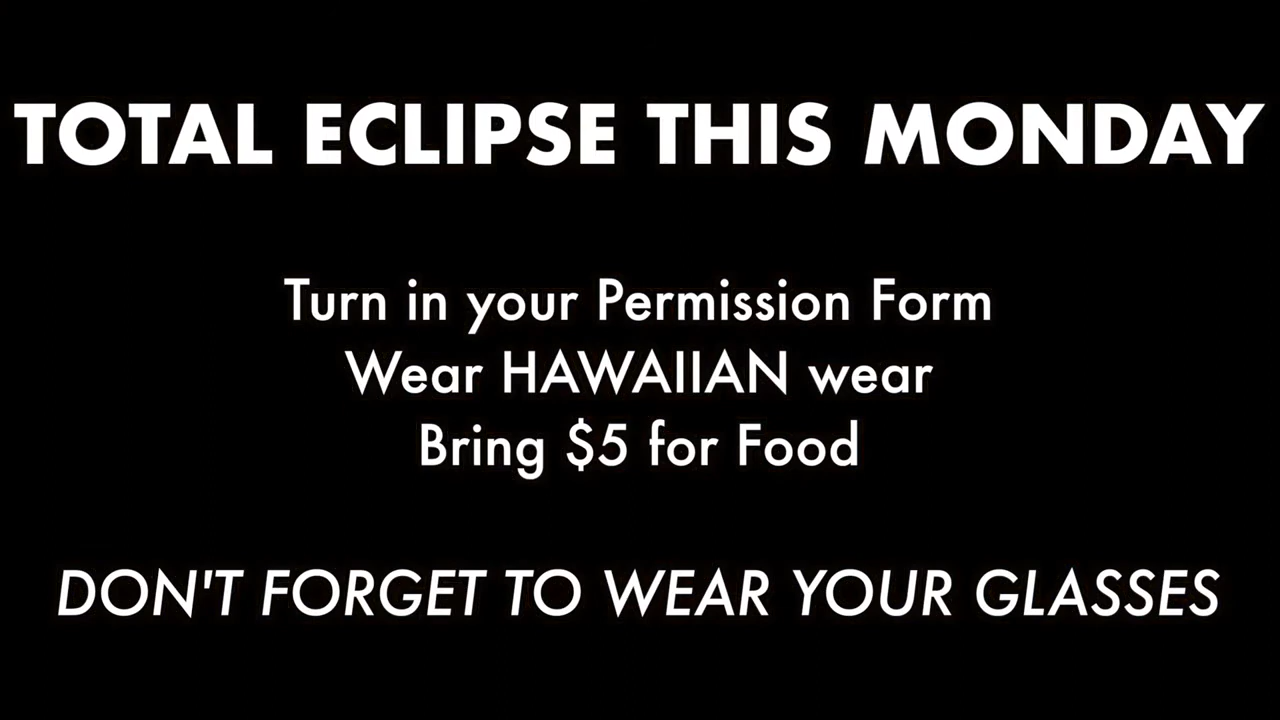 TOTAL ECLIPSE THIS MONDAY
Turn in your Permission Form
Wear HAWAIIAN wear
Bring $5 for Food
DON'T FORGET TO WEAR YOUR GLASSES